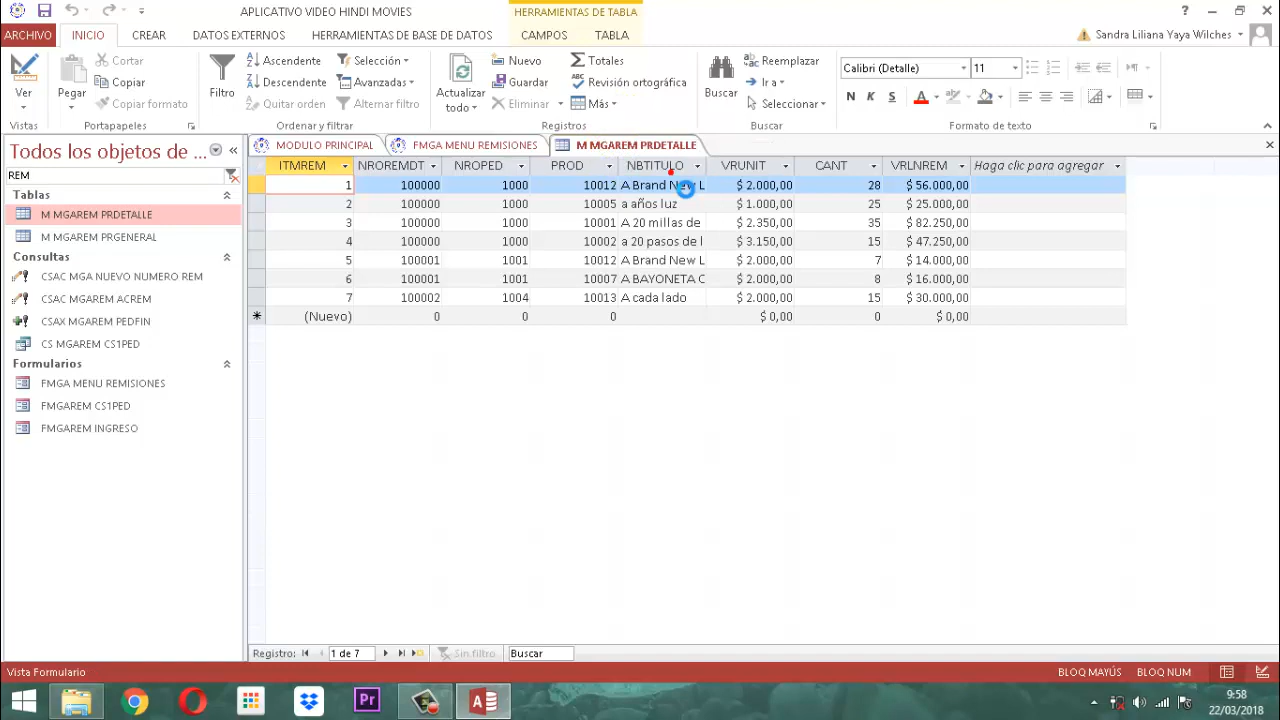 APLICATIVO VIDEO HINDI MOVIES
HERRAMIENTAS DE TABLA
ARCHIVO INICIO CREAR DATOS EXTERNOS HERRAMIENTAS DE BASE DE DATOS CAMPOS TABLA
Sandra Liliana Yaya Wilches
Ver
Vistas
Pegar
Cortar
Copiar
Copiar formato
Portapapeles
Filtro
Ascendente
Descendente
Quitar orden
Selección
Avanzadas
Alternar filtro
Ordenar y filtrar
Actualizar todo
Nuevo
Guardar
Eliminar
Totales
Revisión ortográfica
Más
Registros
Buscar
Reemplazar
Ir a
Seleccionar
Buscar
Calibri (Detalle) 11
N K S A
Formato de texto
Todos los objetos de ...
REM
Tablas
M MGAREM PRDETALLE
M MGAREM PRGENERAL
Consultas
CSAC MGA NUEVO NUMERO REM
CSAC MGAREM ACREM
CSAX MGAREM PEDFIN
CS MGAREM CS1PED
Formularios
FMGA MENU REMISIONES
FMGAREM CS1PED
FMGAREM INGRESO
MODULO PRINCIPAL FMGA MENU REMISIONES M MGAREM PRDETALLE
ITMREM NROREMDT NROPED PROD NBTITULO VRUNIT CANT VRLNREM Haga clic para agregar
1 100000 1000 10012 A Brand New L $ 2.000,00 28 $ 56.000,00
2 100000 1000 10005 a años luz $ 1.000,00 25 $ 25.000,00
3 100000 1000 10001 A 20 millas de $ 2.350,00 35 $ 82.250,00
4 100000 1000 10002 a 20 pasos de l $ 3.150,00 15 $ 47.250,00
5 100001 1001 10012 A Brand New L $ 2.000,00 7 $ 14.000,00
6 100001 1001 10007 A BAYONETA C $ 2.000,00 8 $ 16.000,00
7 100002 1004 10013 A cada lado $ 2.000,00 15 $ 30.000,00
(Nuevo) 0 0 0 $ 0,00 0 $ 0,00
Registro: 1 de 7 Sin filtro Buscar
Vista Formulario BLOQ MAYÚS BLOQ NUM
Pr
9:58
22/03/2018